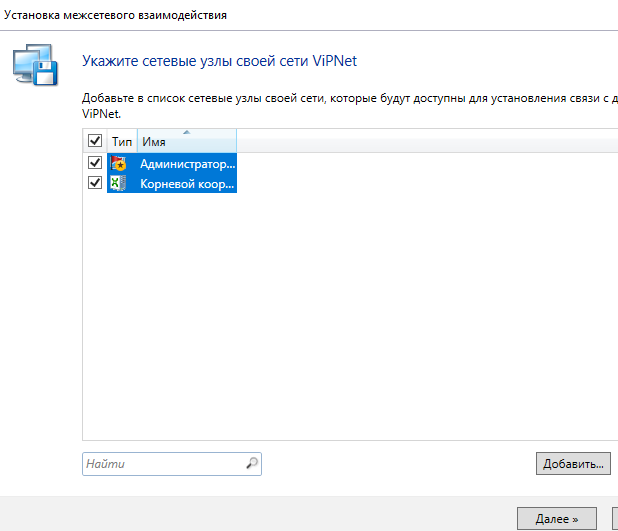 Установка межсетевого взаимодействия
Укажите сетевые узлы своей сети ViPNet
Добавьте в список сетевые узлы своей сети, которые будут доступны для установления связи с д
ViPNet.
Тип Имя
Администратор...
Корневой коор...
Найти
Добавить...
Далее »